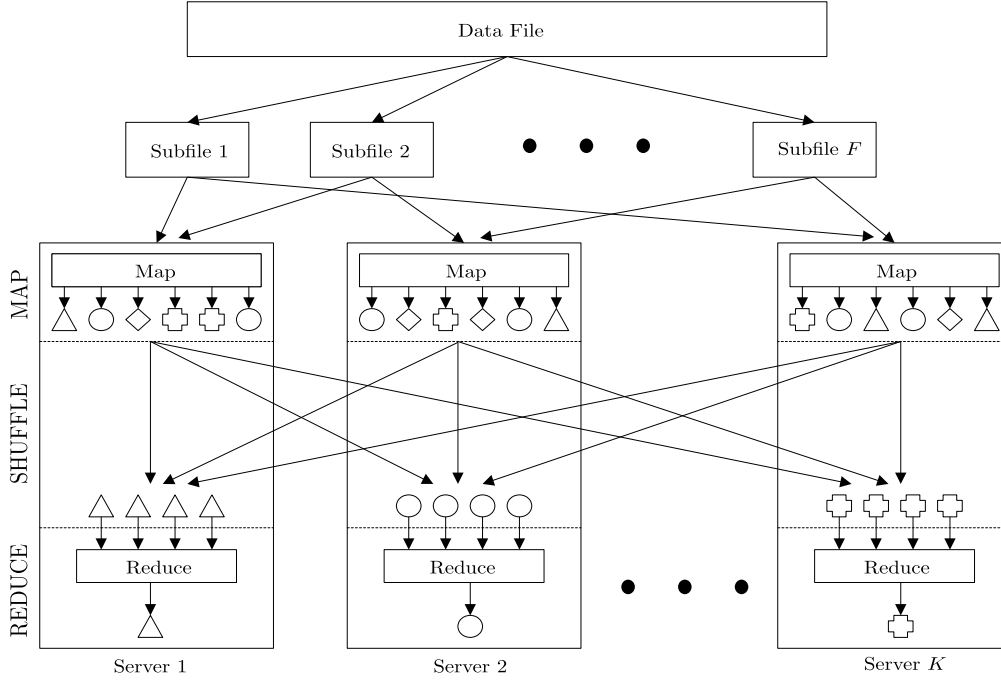 Data File
Subfile 1
Subfile 2
Subfile F
MAP
Map
Map
Map
SHUFFLE
REDUCE
Reduce
Reduce
Reduce
Server 1
Server 2
Server K